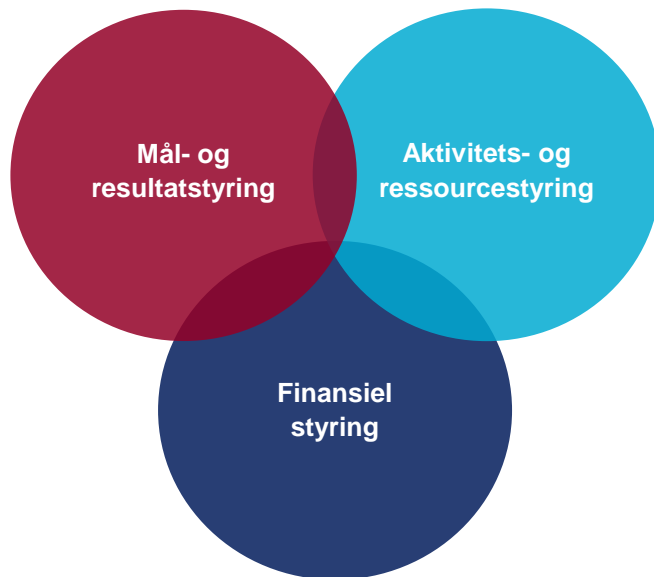 Mål- og
resultatstyring
Aktivitets- og
ressourcestyring
Finansiel
styring